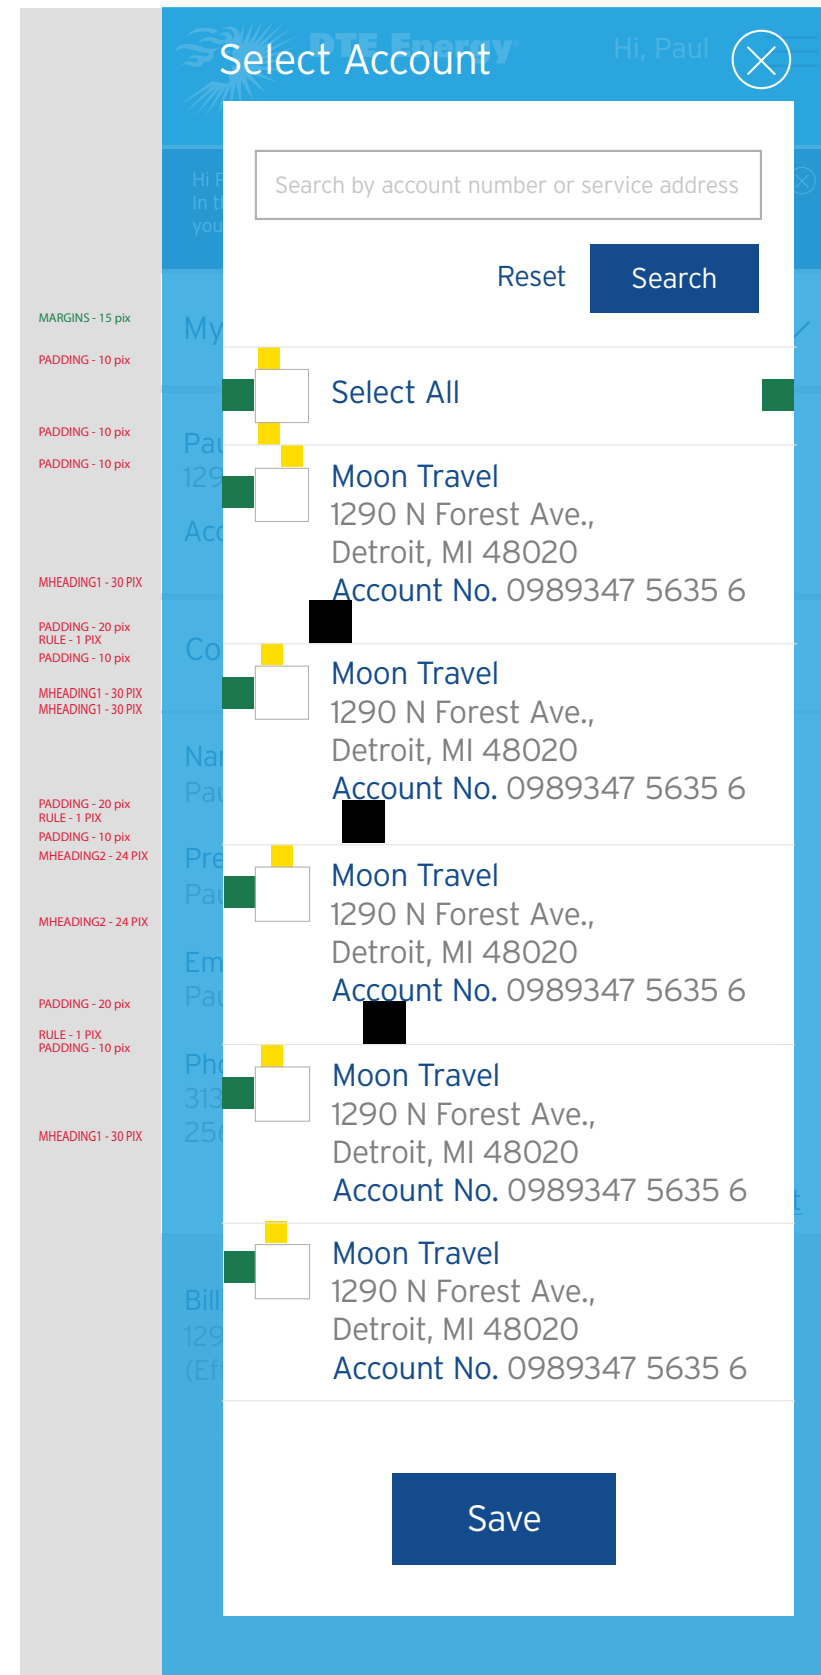 DTE Energy
Hi, Paul
Select Account
Search by account number or service address
Reset
Search
Select All
Moon Travel
1290 N Forest Ave.,
Detroit, MI 48020
Account No. 0989347 5635 6
Moon Travel
1290 N Forest Ave.,
Detroit, MI 48020
Account No. 0989347 5635 6
Moon Travel
1290 N Forest Ave.,
Detroit, MI 48020
Account No. 0989347 5635 6
Moon Travel
1290 N Forest Ave.,
Detroit, MI 48020
Account No. 0989347 5635 6
Moon Travel
1290 N Forest Ave.,
Detroit, MI 48020
Account No. 0989347 5635 6
Save
MARGINS - 15 pix
PADDING - 10 pix
PADDING - 10 pix
PADDING - 10 pix
MHEADING1 - 30 PIX
PADDING - 20 pix
RULE - 1 PIX
PADDING - 10 pix
MHEADING1 - 30 PIX
MHEADING1 - 30 PIX
PADDING - 20 pix
RULE - 1 PIX
PADDING - 10 pix
MHEADING2 - 24 PIX
MHEADING2 - 24 PIX
PADDING - 20 pix
RULE - 1 PIX
PADDING - 10 pix
MHEADING1 - 30 PIX